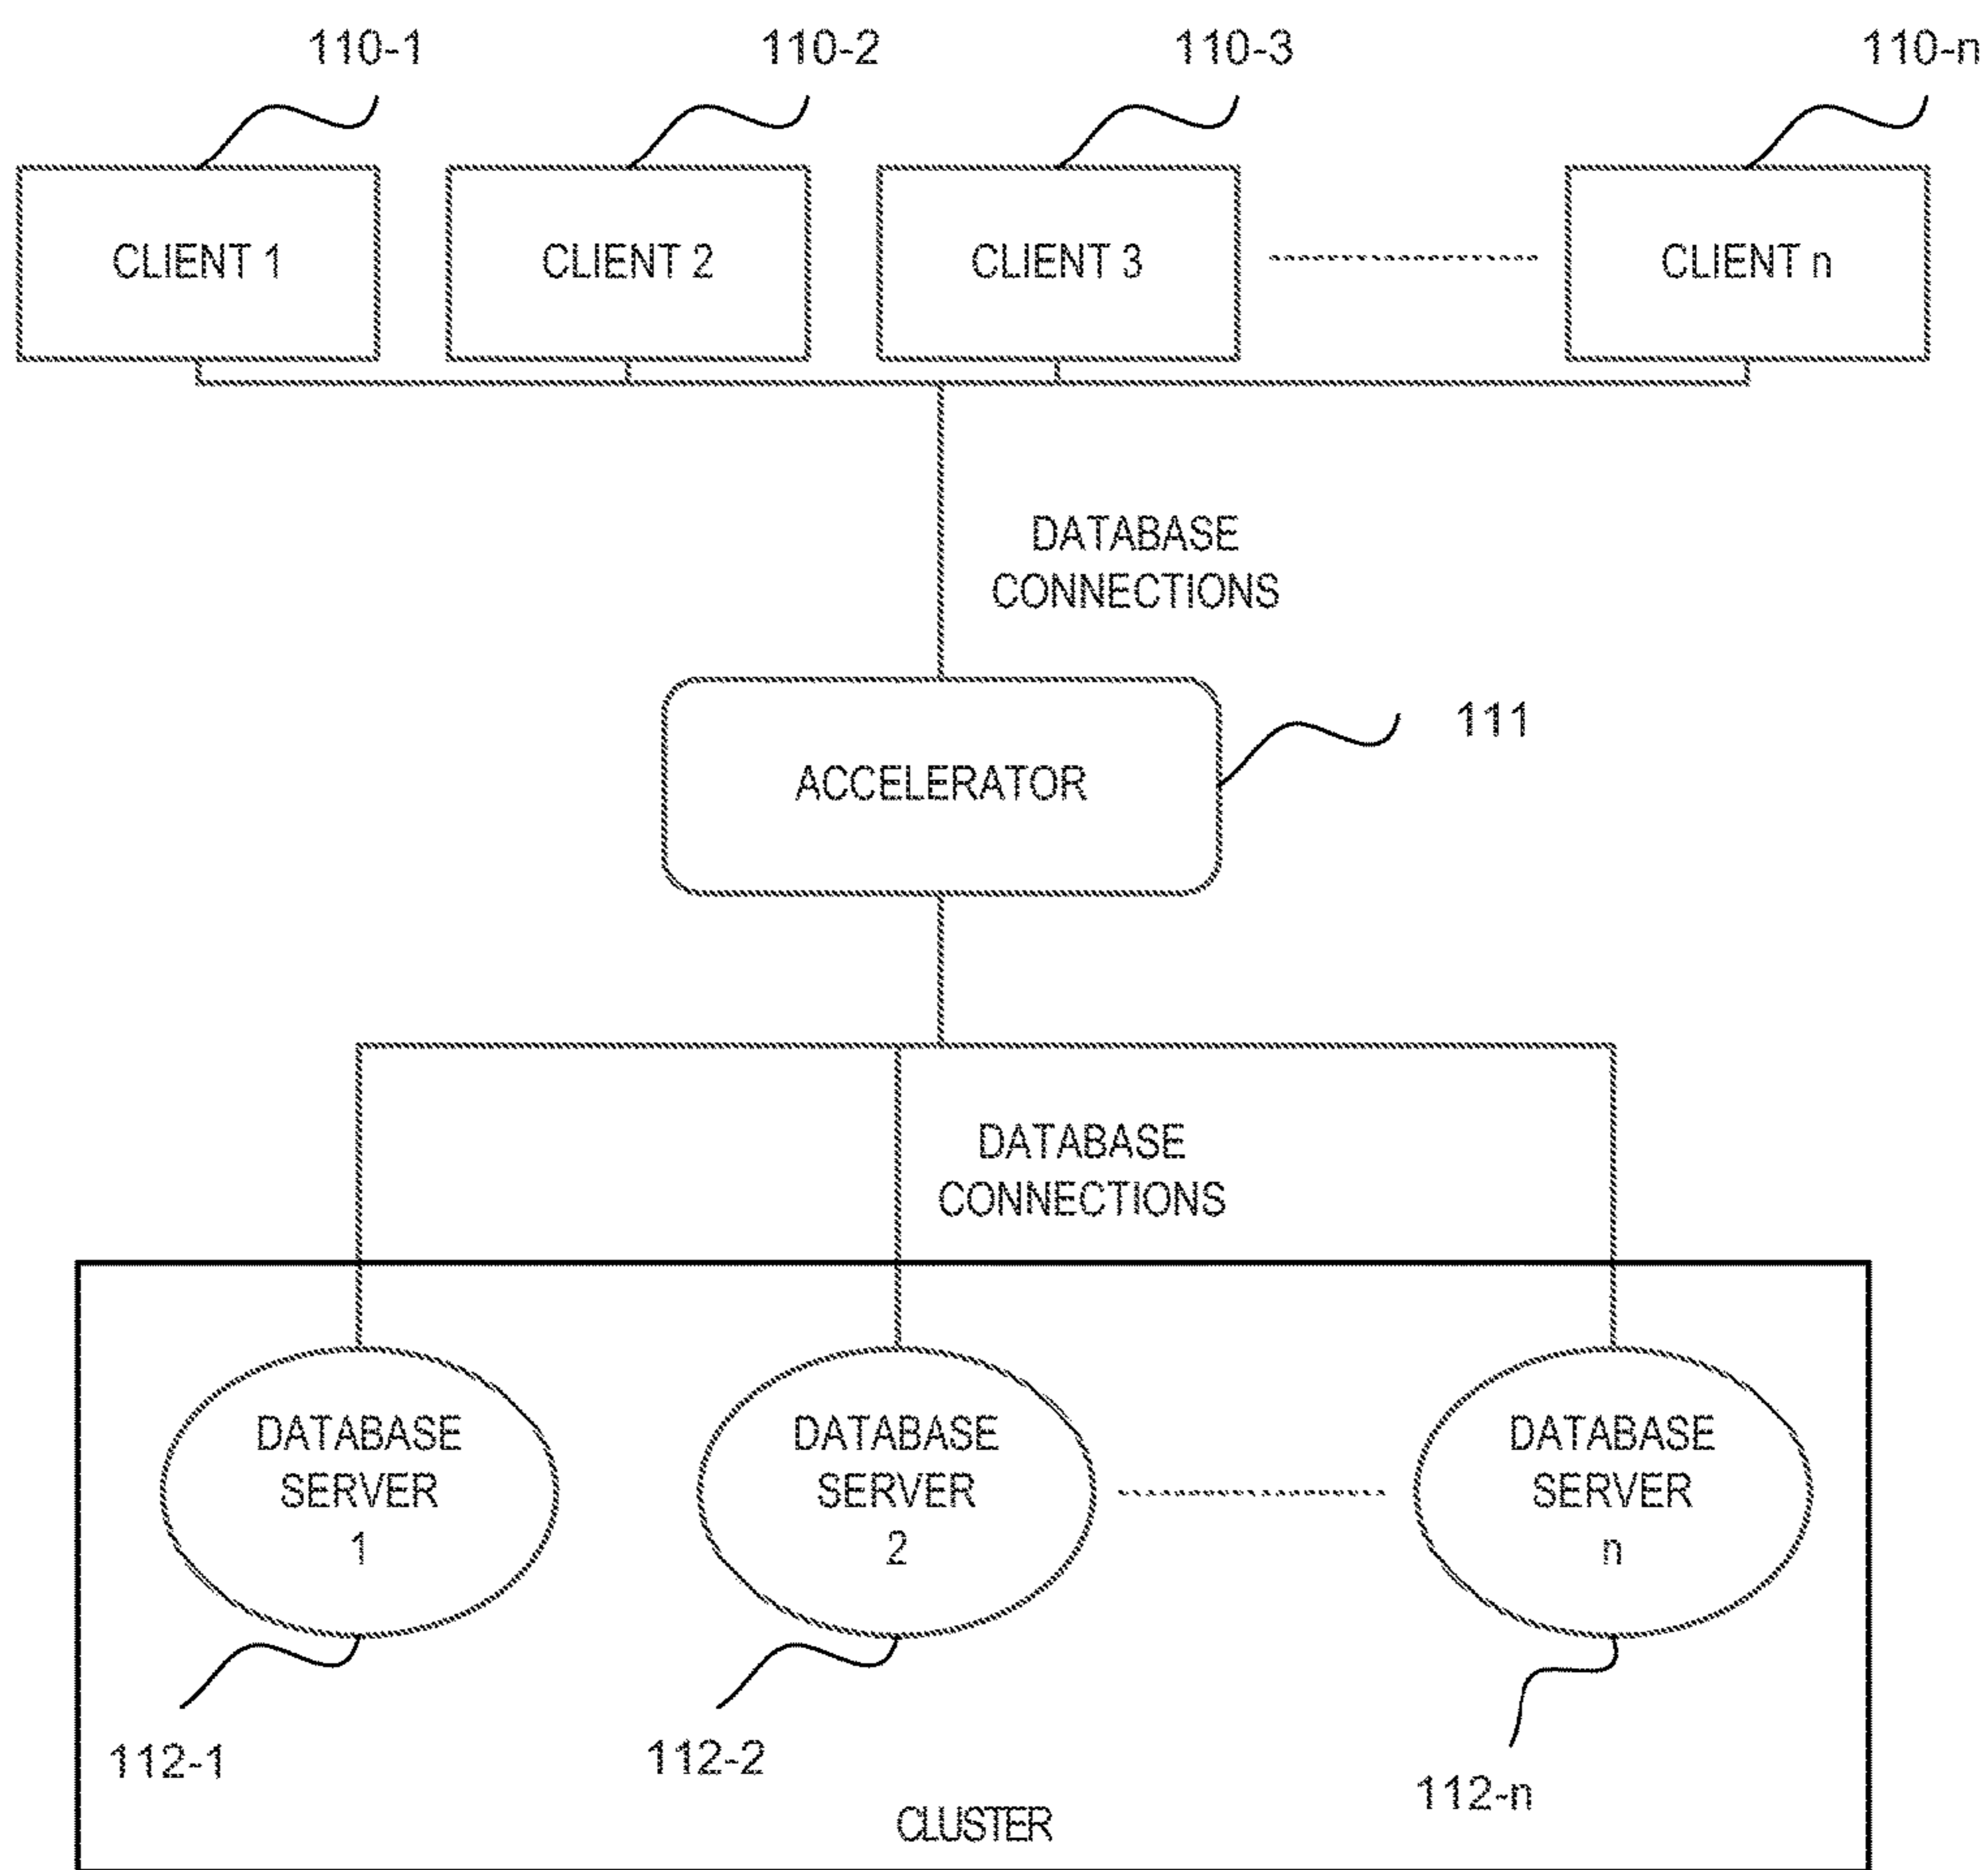 110-1
110-2
110-3
110-n
CLIENT 1
CLIENT 2
CLIENT 3
CLIENT n
DATABASE
CONNECTIONS
111
ACCELERATOR
DATABASE
CONNECTIONS
DATABASE
SERVER
1
DATABASE
SERVER
2
DATABASE
SERVER
n
112-1
112-2
112-n
CLUSTER